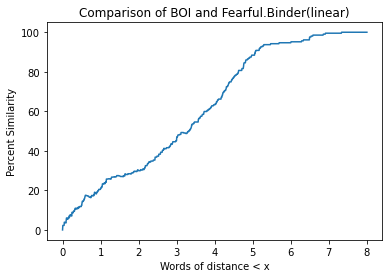 Comparison of BOI and Fearful.Binder(linear)
100
80
60
40
20
0
Percent Similarity
0 1 2 3 4 5 6 7 8
Words of distance < x